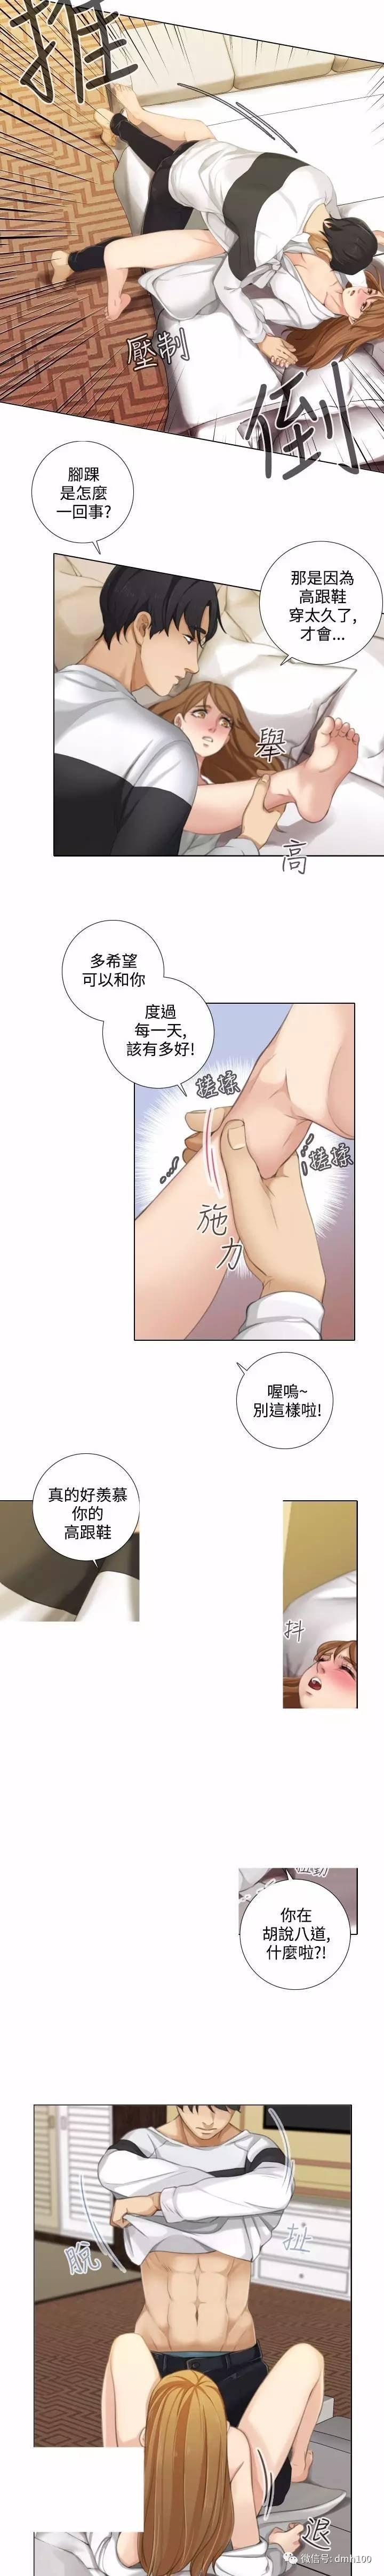 推
壓制
倒
腳踝
是怎麼
一回事?
那是因為
高跟鞋
穿太久了,
才會...
舉
高
多希望
可以和你
度過
每一天,
該有多好!
搓揉
搓揉
施
力
喔嗚~
別這樣啦!
真的好羨慕
你的
高跟鞋
抖
你在
胡說八道,
什麼啦?!
脫
扯
退
微信号: dmh100